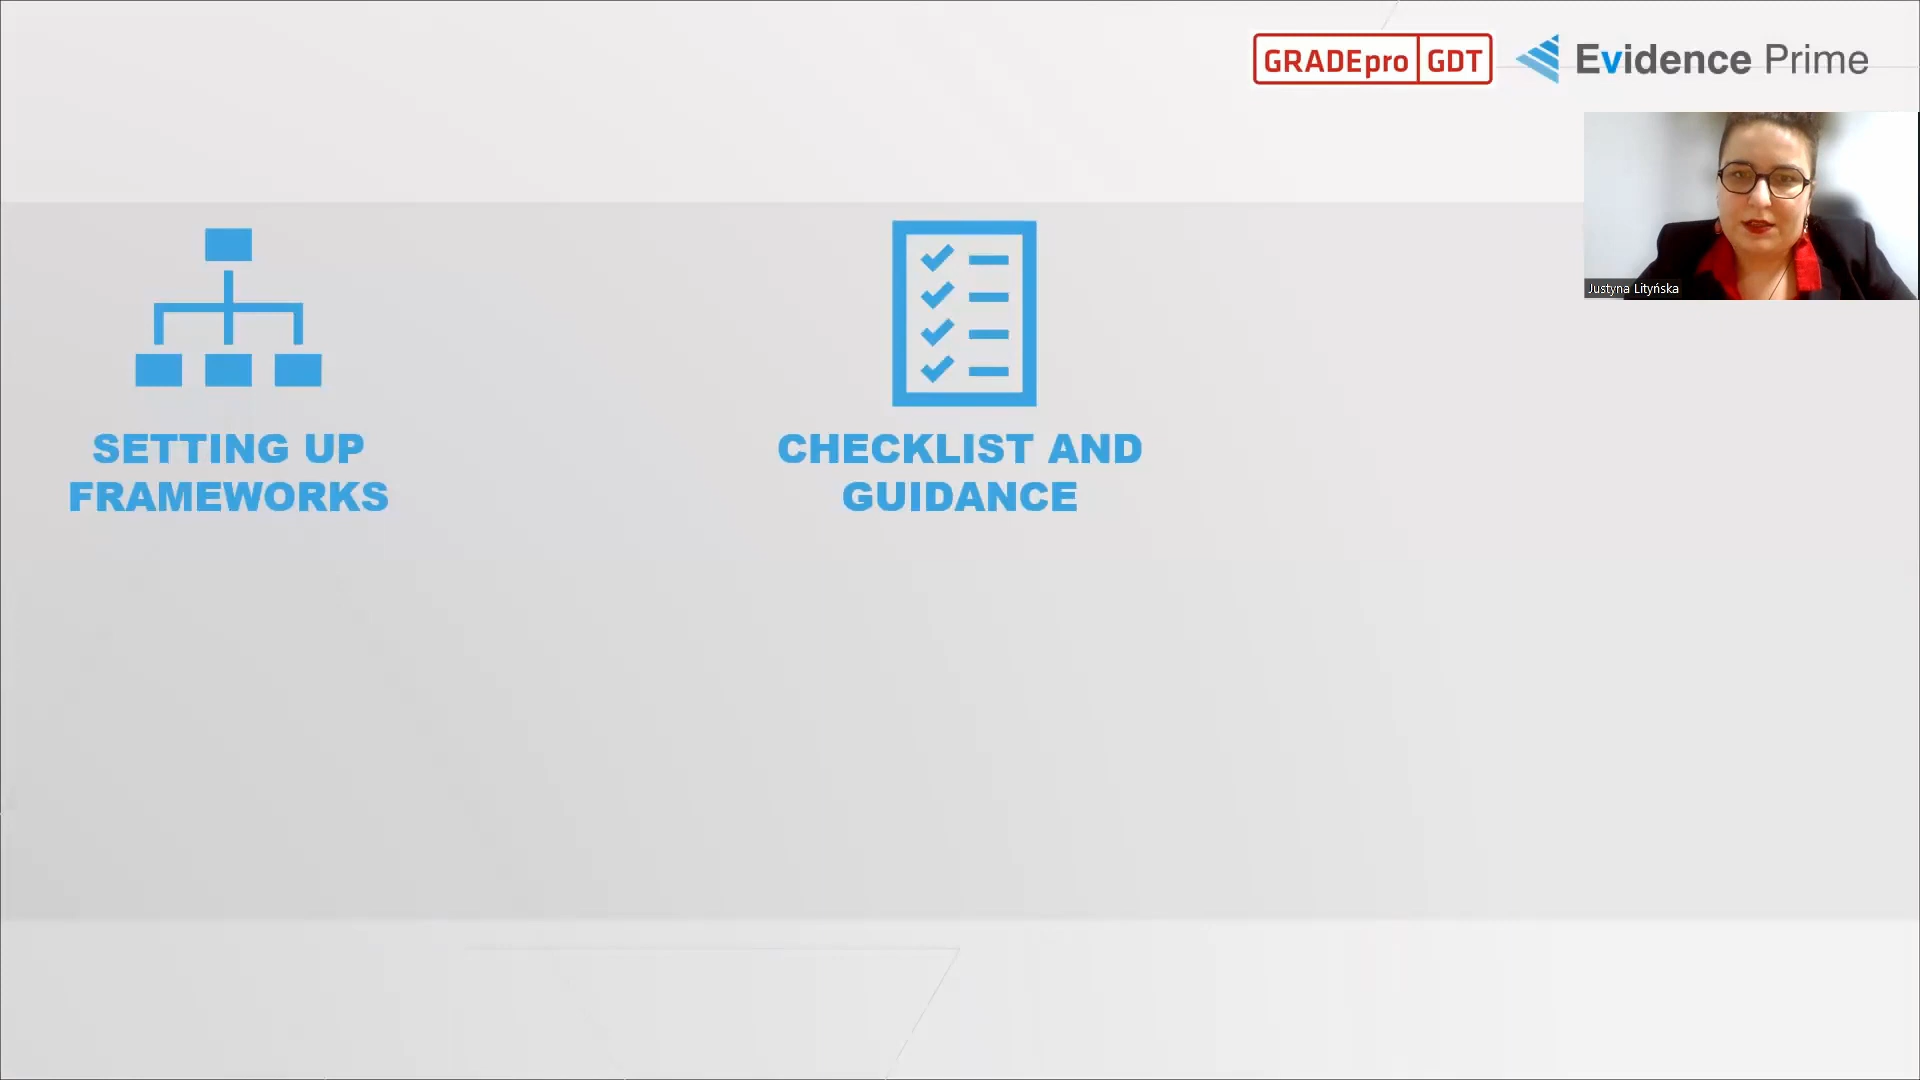 GRADEpro GDT
Evidence Prime
Justyna Lityńska
SETTING UP
FRAMEWORKS
CHECKLIST AND
GUIDANCE